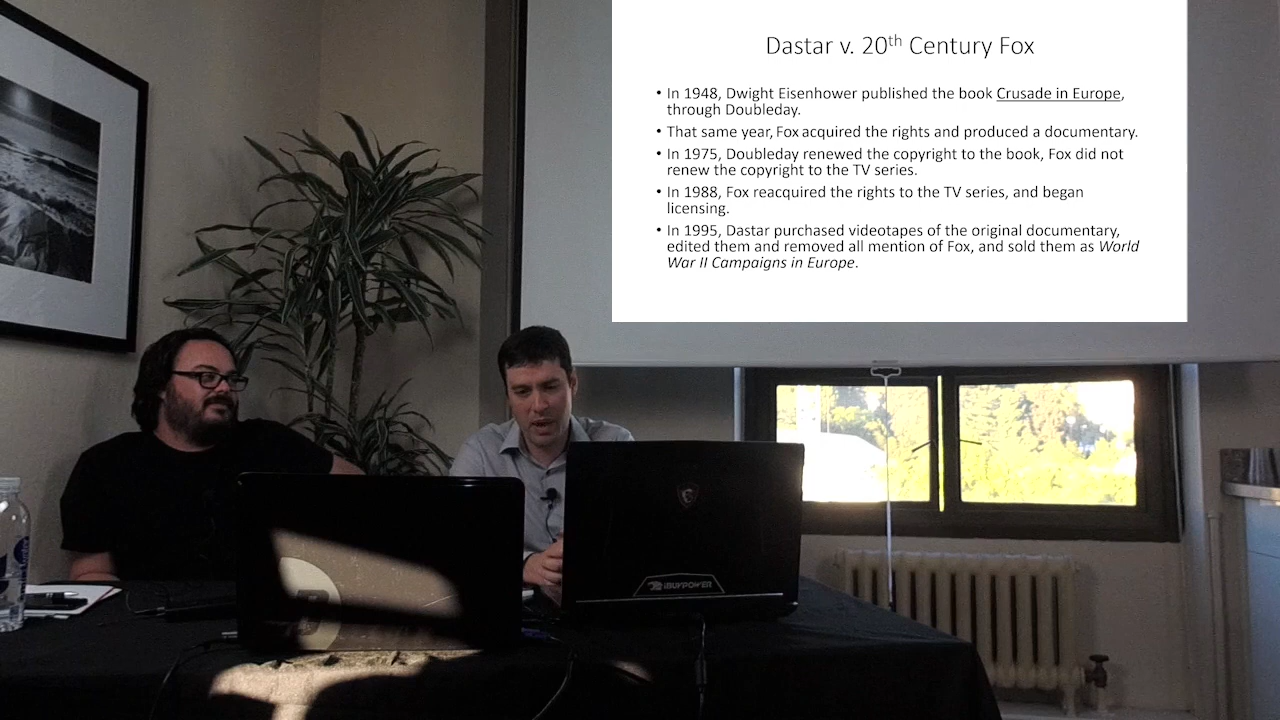 Dastar v. 20th Century Fox
• In 1948, Dwight Eisenhower published the book Crusade in Europe,
through Doubleday.
• That same year, Fox acquired the rights and produced a documentary.
• In 1975, Doubleday renewed the copyright to the book, Fox did not
renew the copyright to the TV series.
• In 1988, Fox reacquired the rights to the TV series, and began
licensing.
• In 1995, Dastar purchased videotapes of the original documentary,
edited them and removed all mention of Fox, and sold them as World
War II Campaigns in Europe.
iBUYPOWER